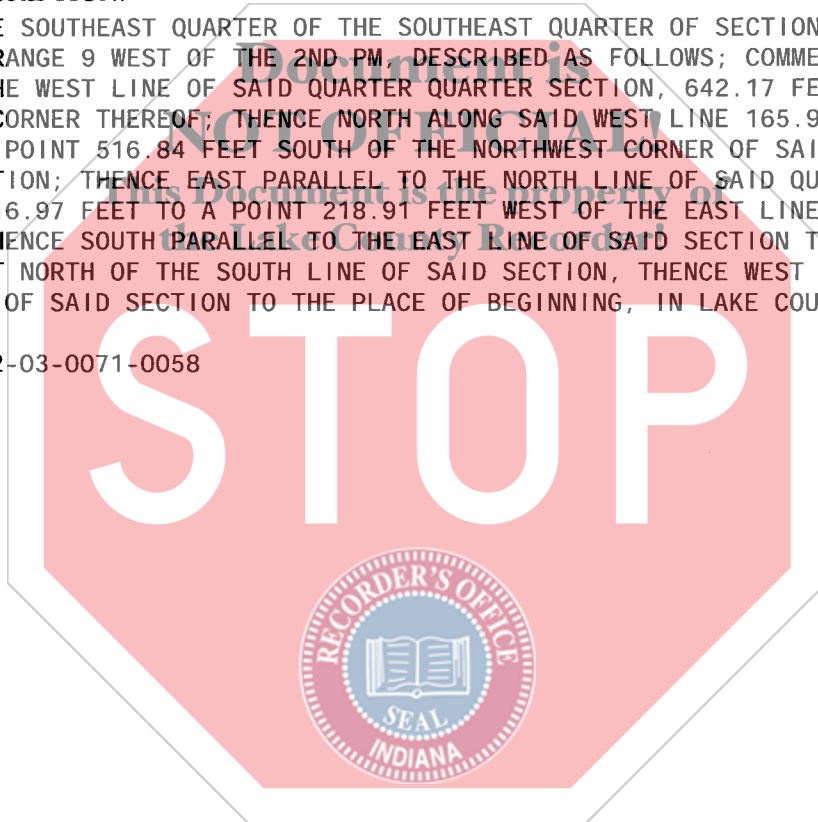 E SOUTHEAST QUARTER OF THE SOUTHEAST QUARTER OF SECTION
RANGE 9 WEST OF THE 2ND PM, DESCRIBED AS FOLLOWS; COMME
HE WEST LINE OF SAID QUARTER QUARTER SECTION, 642.17 FE
CORNER THEREOF; THENCE NORTH ALONG SAID WEST LINE 165.9
POINT 516.84 FEET SOUTH OF THE NORTHWEST CORNER OF SAI
TION; THENCE EAST PARALLEL TO THE NORTH LINE OF SAID QU
6.97 FEET TO A POINT 218.91 FEET WEST OF THE EAST LINE
HENCE SOUTH PARALLEL TO THE EAST LINE OF SAID SECTION T
T NORTH OF THE SOUTH LINE OF SAID SECTION, THENCE WEST
OF SAID SECTION TO THE PLACE OF BEGINNING, IN LAKE COU
2-03-0071-0058
Document is
NOT OFFICIAL!
This Document is the property of
the Lake County Recorder!
STOP
RECORDER'S OFFICE
SEAL
INDIANA